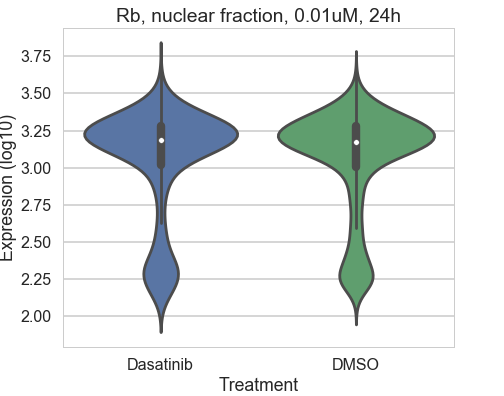 Rb, nuclear fraction, 0.01uM, 24h
Expression (log10)
3.75
3.50
3.25
3.00
2.75
2.50
2.25
2.00
Dasatinib DMSO
Treatment